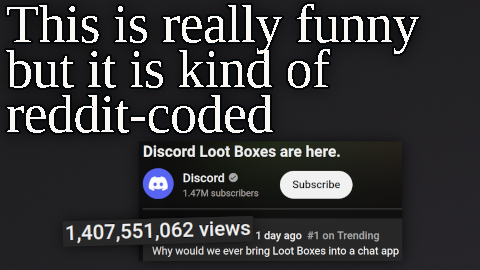 This is really funny
but it is kind of
reddit-coded
Discord Loot Boxes are here.
Discord
1.47M subscribers
Subscribe
1,407,551,062 views 1 day ago #1 on Trending
Why would we ever bring Loot Boxes into a chat app